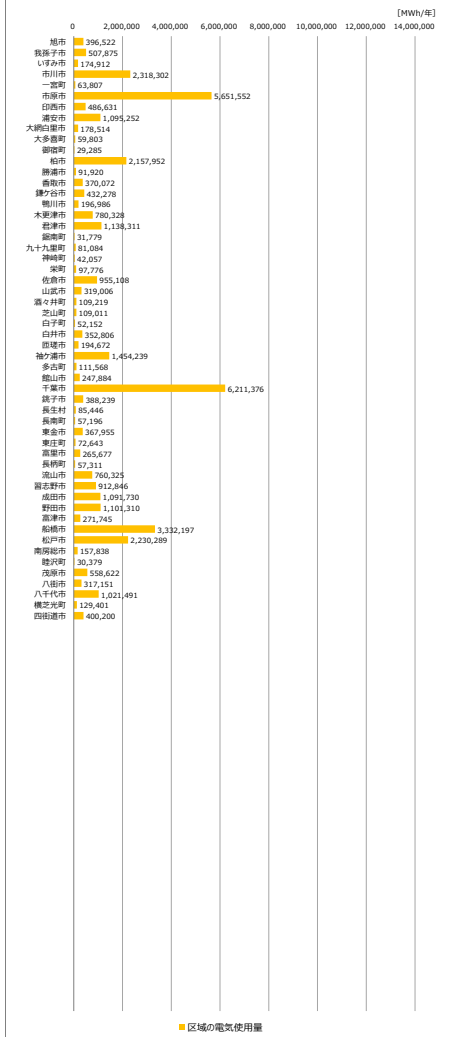 [MWh/年]
0 2,000,000 4,000,000 6,000,000 8,000,000 10,000,000 12,000,000 14,000,000
旭市 396,522
我孫子市 507,875
いすみ市 174,912
市川市 2,318,302
一宮町 63,807
市原市 5,651,552
印西市 486,631
浦安市 1,095,252
大網白里市 178,514
大多喜町 59,803
御宿町 29,285
柏市 2,157,952
勝浦市 91,920
香取市 370,072
鎌ケ谷市 432,278
鴨川市 196,986
木更津市 780,328
君津市 1,138,311
鋸南町 31,779
九十九里町 81,084
神崎町 42,057
栄町 97,776
佐倉市 955,108
山武市 319,006
酒々井町 109,219
芝山町 109,011
白子町 52,152
白井市 352,806
匝瑳市 194,672
袖ケ浦市 1,454,239
多古町 111,568
館山市 247,884
千葉市 6,211,376
銚子市 388,239
長生村 85,446
長南町 57,196
東金市 367,955
東庄町 72,643
富里市 265,677
長柄町 57,311
流山市 760,325
習志野市 912,846
成田市 1,091,730
野田市 1,101,310
富津市 271,745
船橋市 3,332,197
松戸市 2,230,289
南房総市 157,838
睦沢町 30,379
茂原市 558,622
八街市 317,151
八千代市 1,021,491
横芝光町 129,401
四街道市 400,200
区域の電気使用量